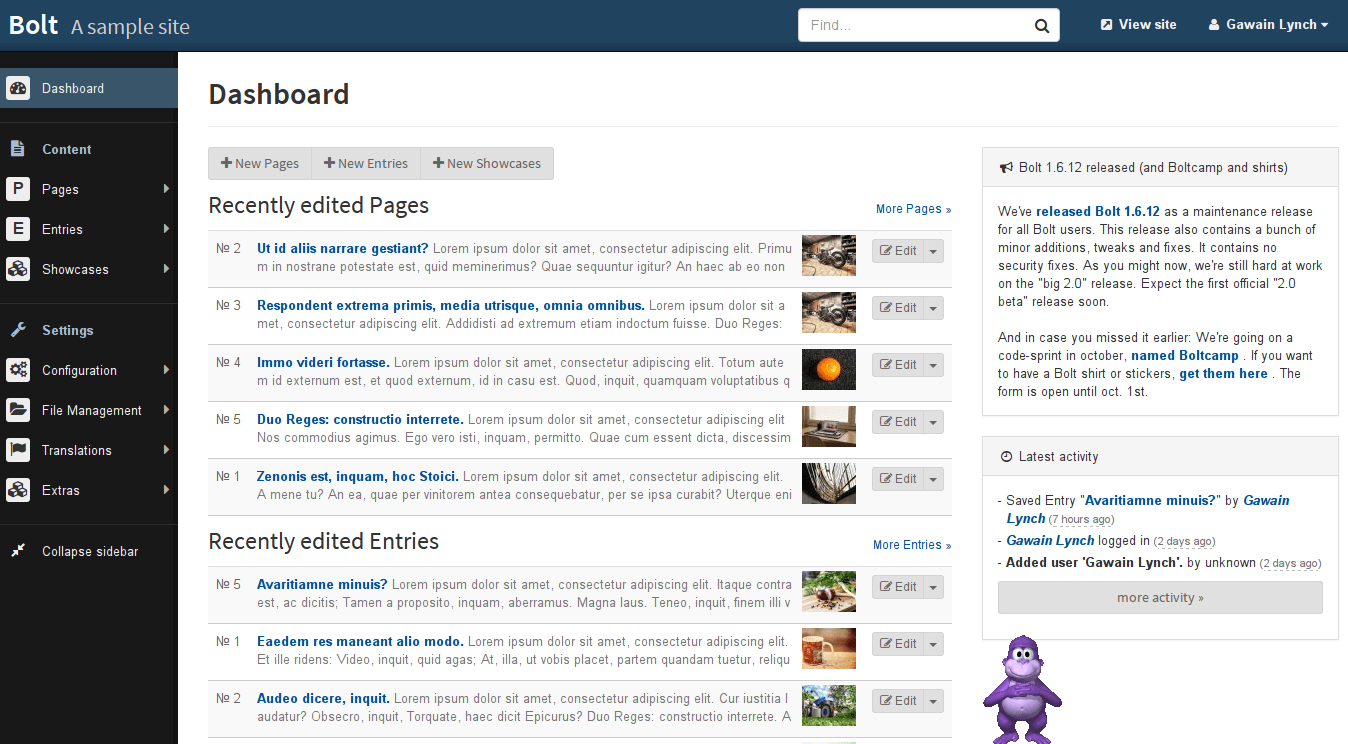 Bolt A sample site
Find...
View site
Gawain Lynch
Dashboard
Content
P Pages
E Entries
Showcases
Settings
Configuration
File Management
Translations
Extras
Collapse sidebar
Dashboard
New Pages New Entries New Showcases
Recently edited Pages
More Pages »
№ 2 Ut id aliis narrare gestiant? Lorem ipsum dolor sit amet, consectetur adipiscing elit. Primu
m in nostrane potestate est, quid meminerimus? Quae sequuntur igitur? An haec ab eo non
Edit
№ 3 Respondent extrema primis, media utrisque, omnia omnibus. Lorem ipsum dolor sit a
met, consectetur adipiscing elit. Addidisti ad extremum etiam indoctum fuisse. Duo Reges:
Edit
№ 4 Immo videri fortasse. Lorem ipsum dolor sit amet, consectetur adipiscing elit. Totum aute
m id externum est, et quod externum, id in casu est. Quod, inquit, quamquam voluptatibus q
Edit
№ 5 Duo Reges: constructio interrete. Lorem ipsum dolor sit amet, consectetur adipiscing elit
Nos commodius agimus. Ego vero isti, inquam, permitto. Quae cum essent dicta, discessim
Edit
№ 1 Zenonis est, inquam, hoc Stoici. Lorem ipsum dolor sit amet, consectetur adipiscing elit.
A mene tu? An ea, quae per vinitorem antea consequebatur, per se ipsa curabit? Uterque eni
Edit
Recently edited Entries
More Entries »
№ 5 Avaritiamne minuis? Lorem ipsum dolor sit amet, consectetur adipiscing elit. Itaque contra
est, ac dicitis; Tamen a proposito, inquam, aberramus. Magna laus. Teneo, inquit, finem illi v
Edit
№ 1 Eaedem res maneant alio modo. Lorem ipsum dolor sit amet, consectetur adipiscing elit.
Et ille ridens: Video, inquit, quid agas; At, illa, ut vobis placet, partem quandam tuetur, reliqu
Edit
№ 2 Audeo dicere, inquit. Lorem ipsum dolor sit amet, consectetur adipiscing elit. Cur iustitia l
audatur? Obsecro, inquit, Torquate, haec dicit Epicurus? Duo Reges: constructio interrete. A
Edit
Bolt 1.6.12 released (and Boltcamp and shirts)
We've released Bolt 1.6.12 as a maintenance release
for all Bolt users. This release also contains a bunch of
minor additions, tweaks and fixes. It contains no
security fixes. As you might now, we're still hard at work
on the "big 2.0" release. Expect the first official "2.0
beta" release soon.
And in case you missed it earlier: We're going on a
code-sprint in october, named Boltcamp . If you want
to have a Bolt shirt or stickers, get them here . The
form is open until oct. 1st.
Latest activity
- Saved Entry "Avaritiamne minuis?" by Gawain
Lynch (7 hours ago)
- Gawain Lynch logged in (2 days ago)
- Added user 'Gawain Lynch'. by unknown (2 days ago)
more activity »